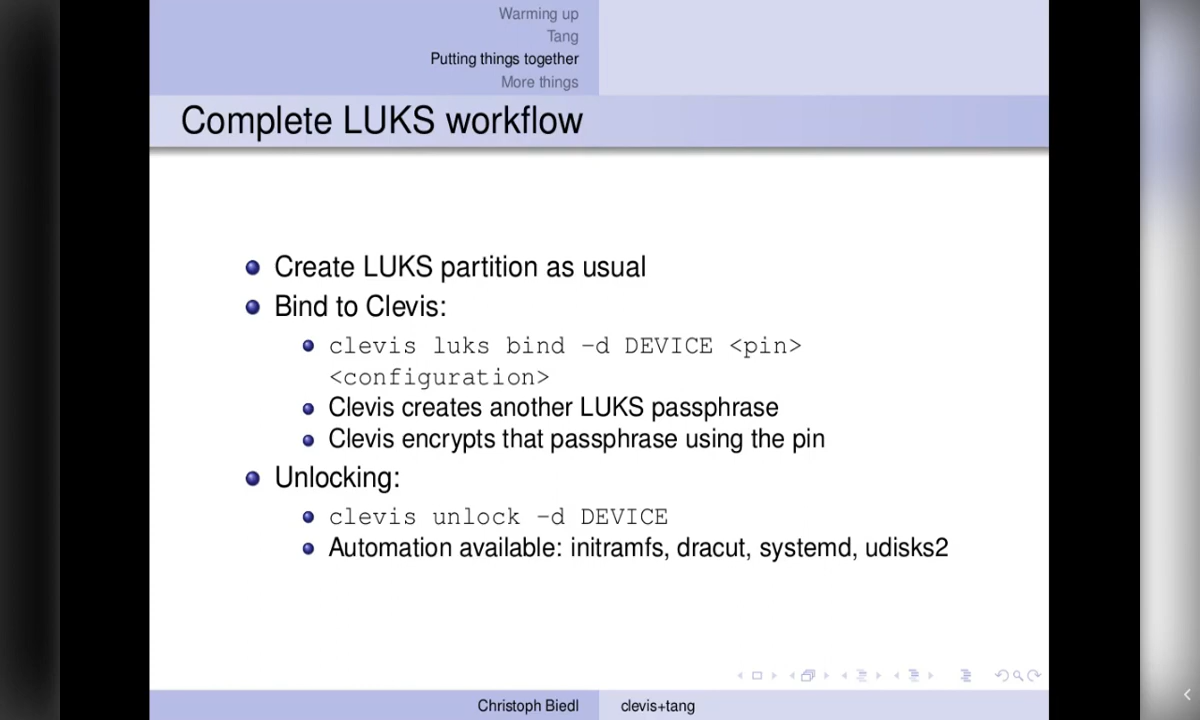 Warming up
Tang
Putting things together
More things
Complete LUKS workflow
Create LUKS partition as usual
Bind to Clevis:
clevis luks bind -d DEVICE <pin>
<configuration>
Clevis creates another LUKS passphrase
Clevis encrypts that passphrase using the pin
Unlocking:
clevis unlock -d DEVICE
Automation available: initramfs, dracut, systemd, udisks2
Christoph Biedl clevis+tang